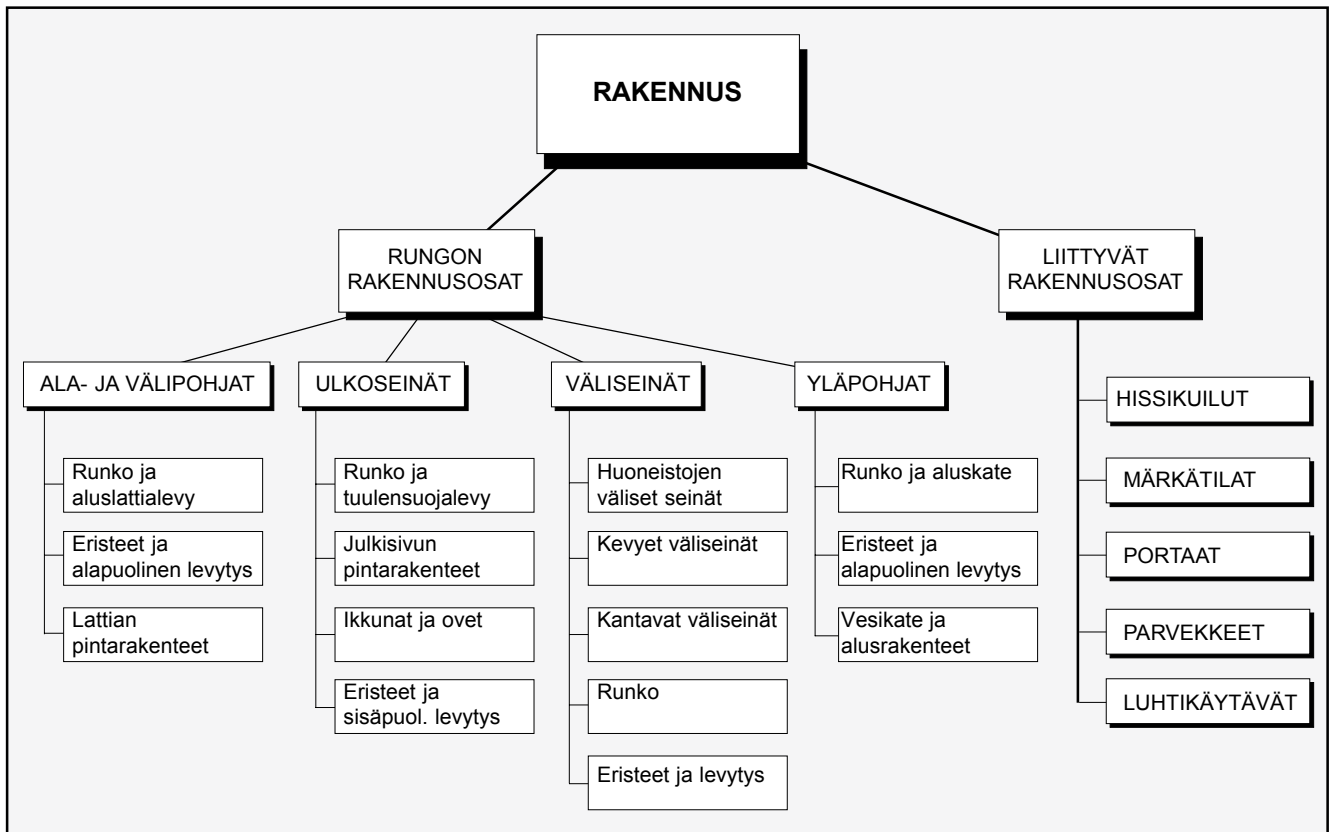 RAKENNUS
RUNGON
RAKENNUSOSAT
LIITTYVÄT
RAKENNUSOSAT
ALA- JA VÄLIPOHJAT
Runko ja
aluslattialevy
Eristeet ja
alapuolinen levytys
Lattian
pintarakenteet
ULKOSEINÄT
Runko ja
tuulensuojalevy
Julkisivun
pintarakenteet
Ikkunat ja ovet
Eristeet ja
sisäpuol. levytys
VÄLISEINÄT
Huoneistojen
väliset seinät
Kevyet väliseinät
Kantavat väliseinät
Runko
Eristeet ja levytys
YLÄPOHJAT
Runko ja aluskate
Eristeet ja
alapuolinen levytys
Vesikate ja
alusrakenteet
HISSIKUILUT
MÄRKÄTILAT
PORTAAT
PARVEKKEET
LUHTIKÄYTÄVÄT